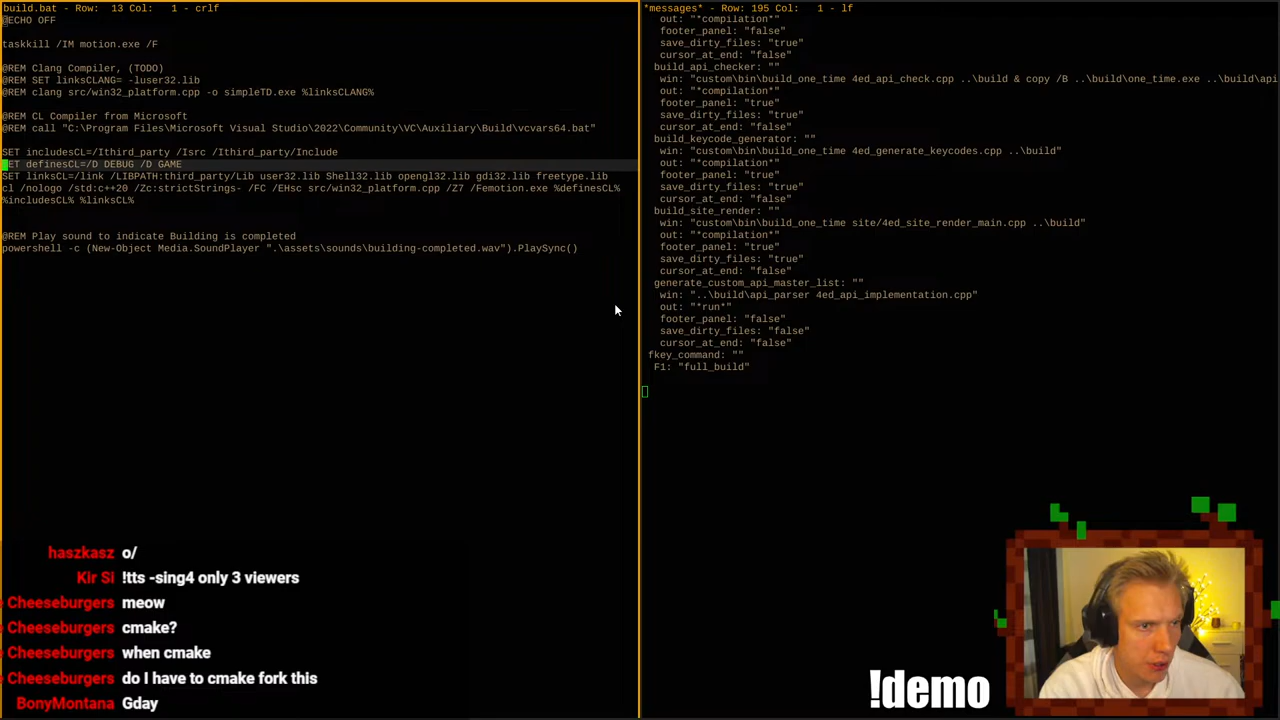 build.bat - Row: 13 Col: 1 - crlf
@ECHO OFF
taskkill /IM motion.exe /F
@REM Clang Compiler, (TODO)
@REM SET linksCLANG= -luser32.lib
@REM clang src/win32_platform.cpp -o simpleTD.exe %linksCLANG%
@REM CL Compiler from Microsoft
@REM call "C:\Program Files\Microsoft Visual Studio\2022\Community\VC\Auxiliary\Build\vcvars64.bat"
SET includesCL=/Ithird_party /Isrc /Ithird_party/Include
SET definesCL=/D DEBUG /D GAME
SET linksCL=/link /LIBPATH:third_party/Lib user32.lib Shell32.lib opengl32.lib gdi32.lib freetype.lib
cl /nologo /std:c++20 /Zc:strictStrings- /FC /EHsc src/win32_platform.cpp /Z7 /Femotion.exe %definesCL%
%includesCL% %linksCL%
@REM Play sound to indicate Building is completed
powershell -c (New-Object Media.SoundPlayer ".\assets\sounds\building-completed.wav").PlaySync()
*messages* - Row: 195 Col: 1 - lf
out: "*compilation*"
footer_panel: "false"
save_dirty_files: "true"
cursor_at_end: "false"
build_api_checker: ""
win: "custom\bin\build_one_time 4ed_api_check.cpp ..\build & copy /B ..\build\one_time.exe ..\build\api
out: "*compilation*"
footer_panel: "true"
save_dirty_files: "true"
cursor_at_end: "false"
build_keycode_generator: ""
win: "custom\bin\build_one_time 4ed_generate_keycodes.cpp ..\build"
out: "*compilation*"
footer_panel: "true"
save_dirty_files: "true"
cursor_at_end: "false"
build_site_render: ""
win: "custom\bin\build_one_time site/4ed_site_render_main.cpp ..\build"
out: "*compilation*"
footer_panel: "true"
save_dirty_files: "true"
cursor_at_end: "false"
generate_custom_api_master_list: ""
win: "..\build\api_parser 4ed_api_implementation.cpp"
out: "*run*"
footer_panel: "false"
save_dirty_files: "false"
cursor_at_end: "false"
fkey_command: ""
F1: "full_build"
haszkasz o/
Kir Si !tts -sing4 only 3 viewers
Cheeseburgers meow
Cheeseburgers cmake?
Cheeseburgers when cmake
Cheeseburgers do I have to cmake fork this
BonyMontana Gday
!demo